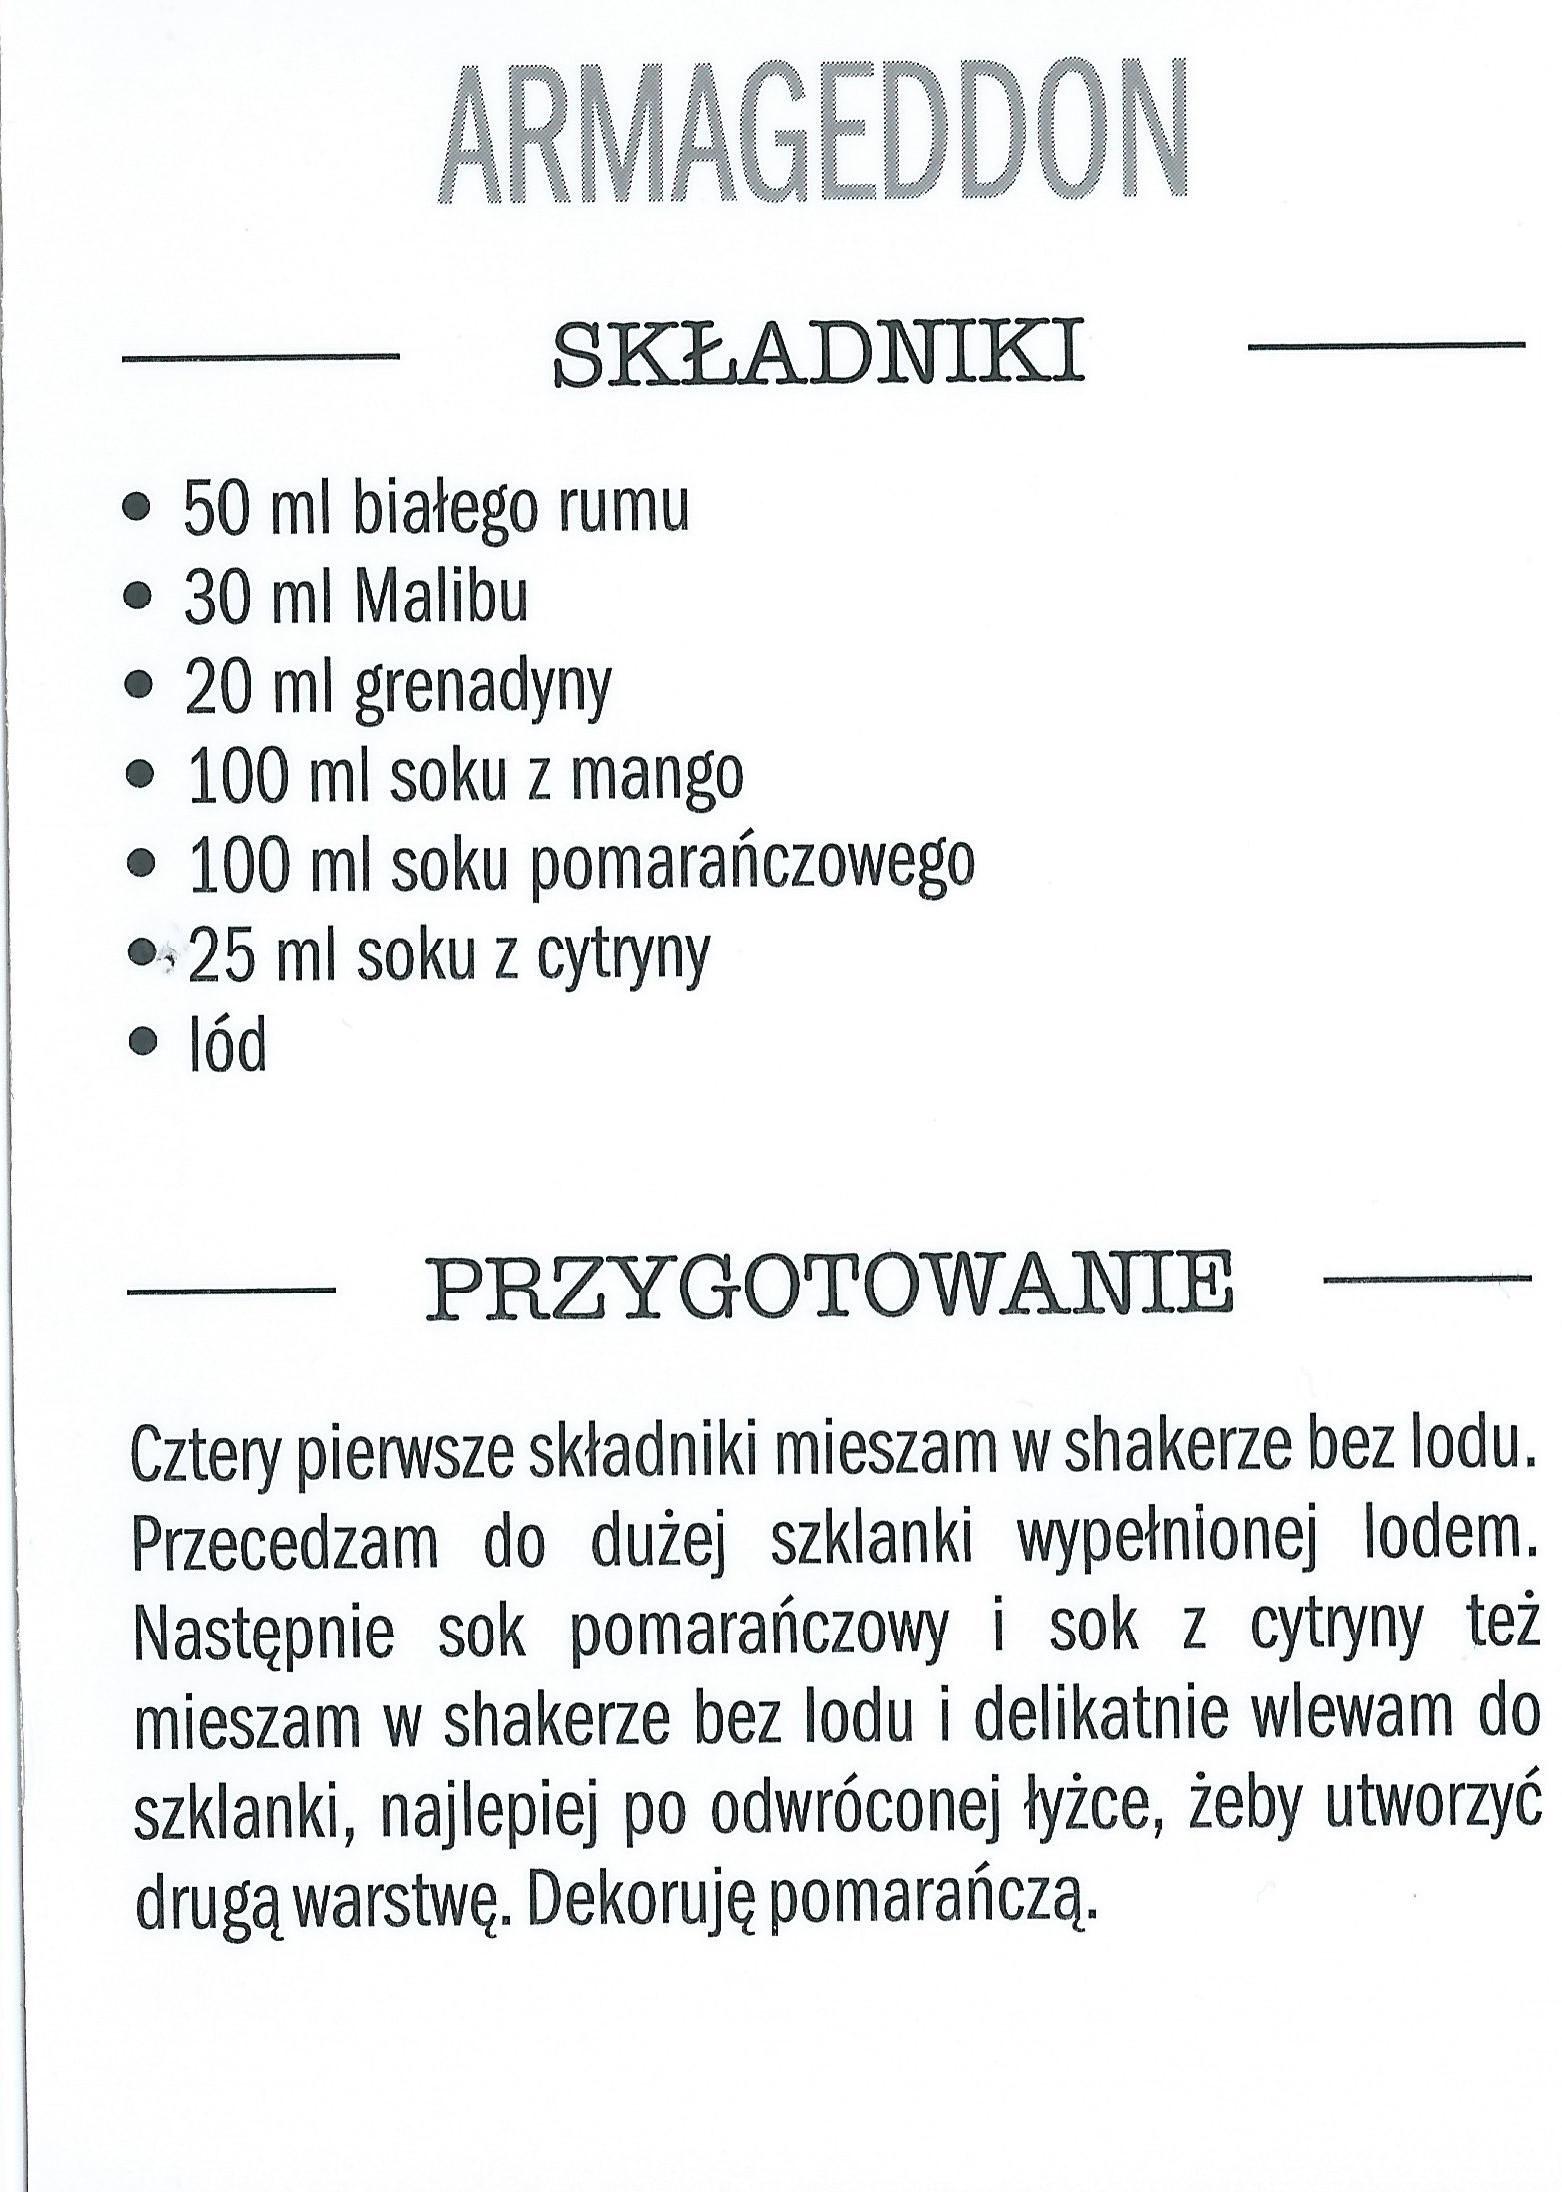 ARMAGEDDON
SKŁADNIKI
• 50 ml białego rumu
• 30 ml Malibu
• 20 ml grenadyny
• 100 ml soku z mango
• 100 ml soku pomarańczowego
• 25 ml soku z cytryny
• lód
PRZYGOTOWANIE
Cztery pierwsze składniki mieszam w shakerze bez lodu.
Przecedzam do dużej szklanki wypełnionej lodem.
Następnie sok pomarańczowy i sok z cytryny też
mieszam w shakerze bez lodu i delikatnie wlewam do
szklanki, najlepiej po odwróconej łyżce, żeby utworzyć
drugą warstwę. Dekoruję pomarańczą.